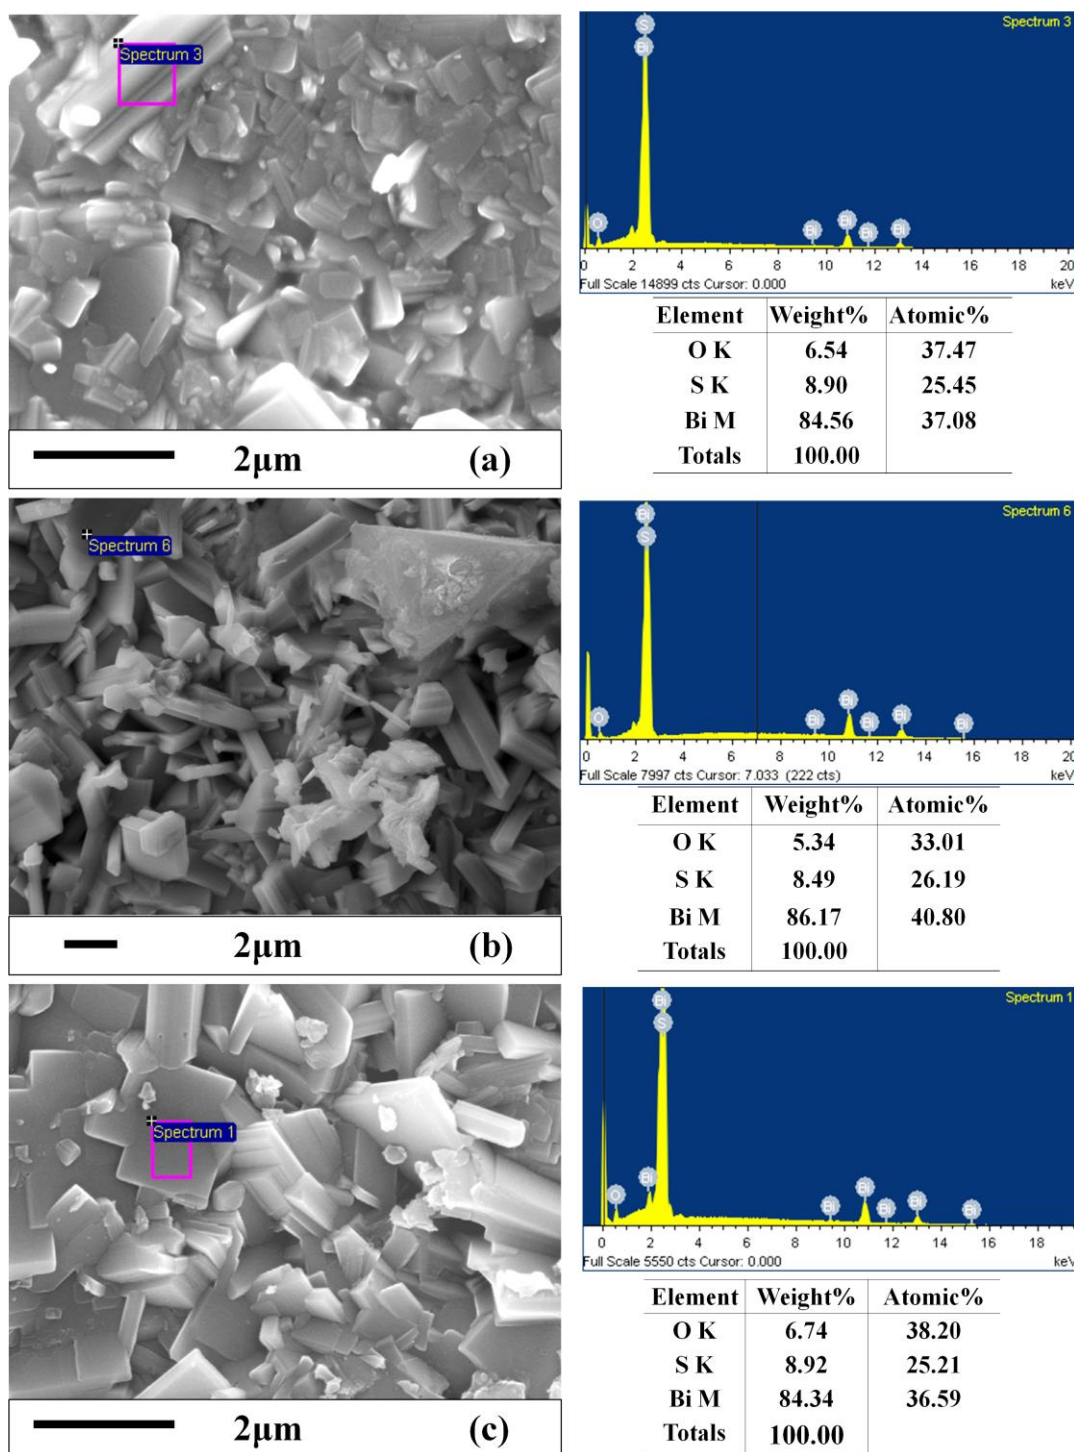 Spectrum 3
2μm (a)
Spectrum 3
S
Bi
O Bi Bi Bi Bi
0 2 4 6 8 10 12 14 16 18 20
Full Scale 14899 cts Cursor: 0.000 keV
Element Weight% Atomic%
O K 6.54 37.47
S K 8.90 25.45
Bi M 84.56 37.08
Totals 100.00
Spectrum 6
2μm (b)
Spectrum 6
Bi
S
O Bi Bi Bi Bi Bi
0 2 4 6 8 10 12 14 16 18 20
Full Scale 7997 cts Cursor: 7.033 (222 cts) keV
Element Weight% Atomic%
O K 5.34 33.01
S K 8.49 26.19
Bi M 86.17 40.80
Totals 100.00
Spectrum 1
2μm (c)
Spectrum 1
Bi
S
O Bi Bi Bi Bi Bi Bi
0 2 4 6 8 10 12 14 16 18
Full Scale 5550 cts Cursor: 0.000 keV
Element Weight% Atomic%
O K 6.74 38.20
S K 8.92 25.21
Bi M 84.34 36.59
Totals 100.00